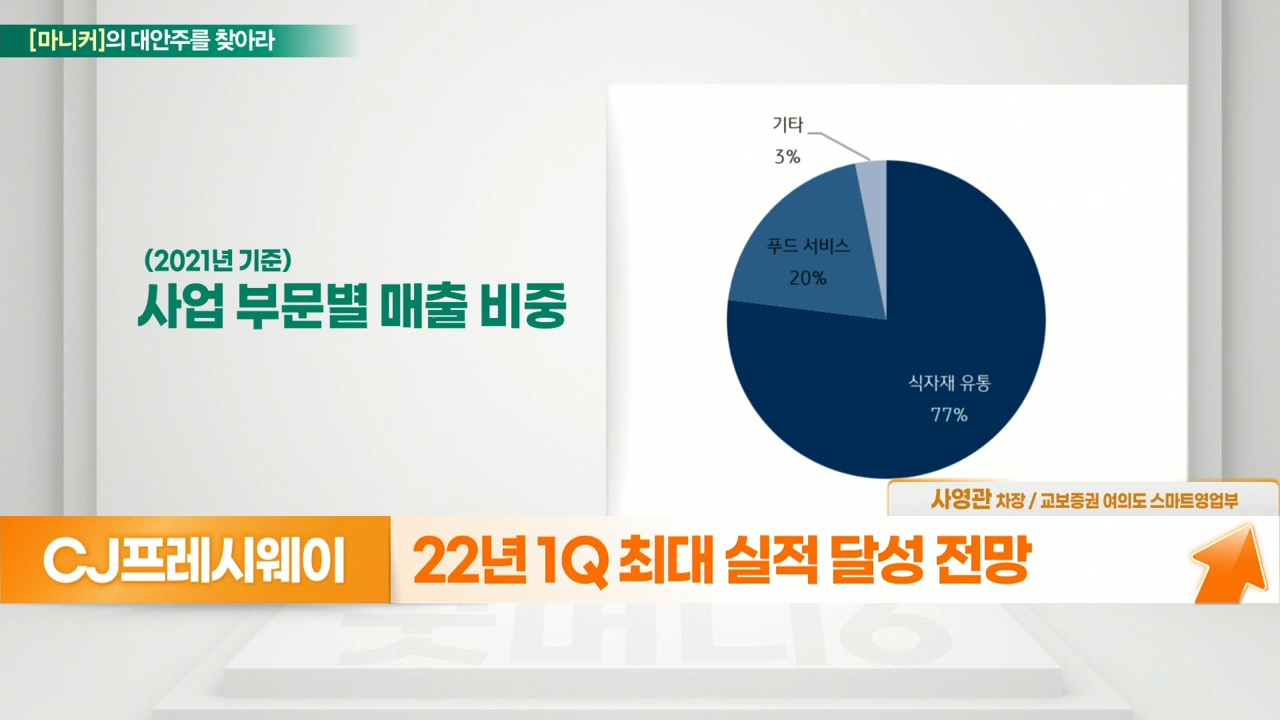 [마니커]의 대안주를 찾아라
(2021년 기준)
사업 부문별 매출 비중
기타
3%
푸드 서비스
20%
식자재 유통
77%
사영관 차장 / 교보증권 여의도 스마트영업부
CJ프레시웨이
22년 1Q 최대 실적 달성 전망